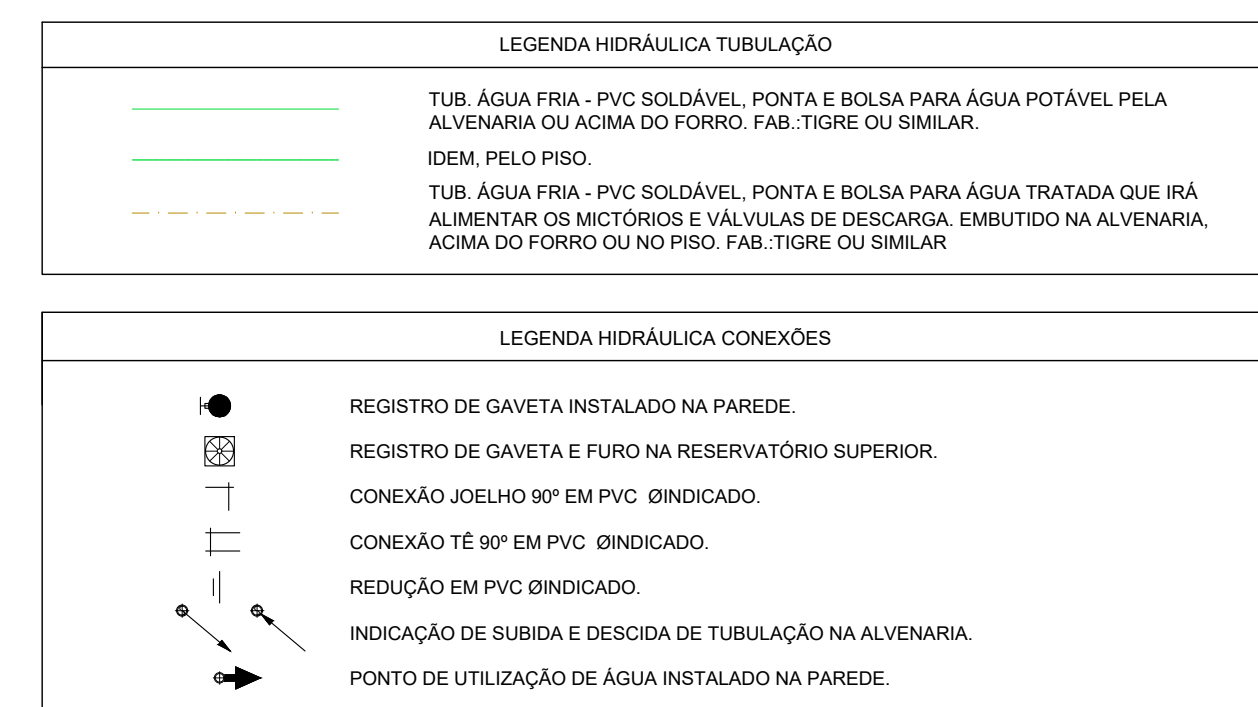 LEGENDA HIDRÁULICA TUBULAÇÃO
TUB. ÁGUA FRIA - PVC SOLDÁVEL, PONTA E BOLSA PARA ÁGUA POTÁVEL PELA
ALVENARIA OU ACIMA DO FORRO. FAB.:TIGRE OU SIMILAR.
IDEM, PELO PISO.
TUB. ÁGUA FRIA - PVC SOLDÁVEL, PONTA E BOLSA PARA ÁGUA TRATADA QUE IRÁ
ALIMENTAR OS MICTÓRIOS E VÁLVULAS DE DESCARGA. EMBUTIDO NA ALVENARIA,
ACIMA DO FORRO OU NO PISO. FAB.:TIGRE OU SIMILAR
LEGENDA HIDRÁULICA CONEXÕES
REGISTRO DE GAVETA INSTALADO NA PAREDE.
REGISTRO DE GAVETA E FURO NA RESERVATÓRIO SUPERIOR.
CONEXÃO JOELHO 90º EM PVC ØINDICADO.
CONEXÃO TÊ 90º EM PVC ØINDICADO.
REDUÇÃO EM PVC ØINDICADO.
INDICAÇÃO DE SUBIDA E DESCIDA DE TUBULAÇÃO NA ALVENARIA.
PONTO DE UTILIZAÇÃO DE ÁGUA INSTALADO NA PAREDE.